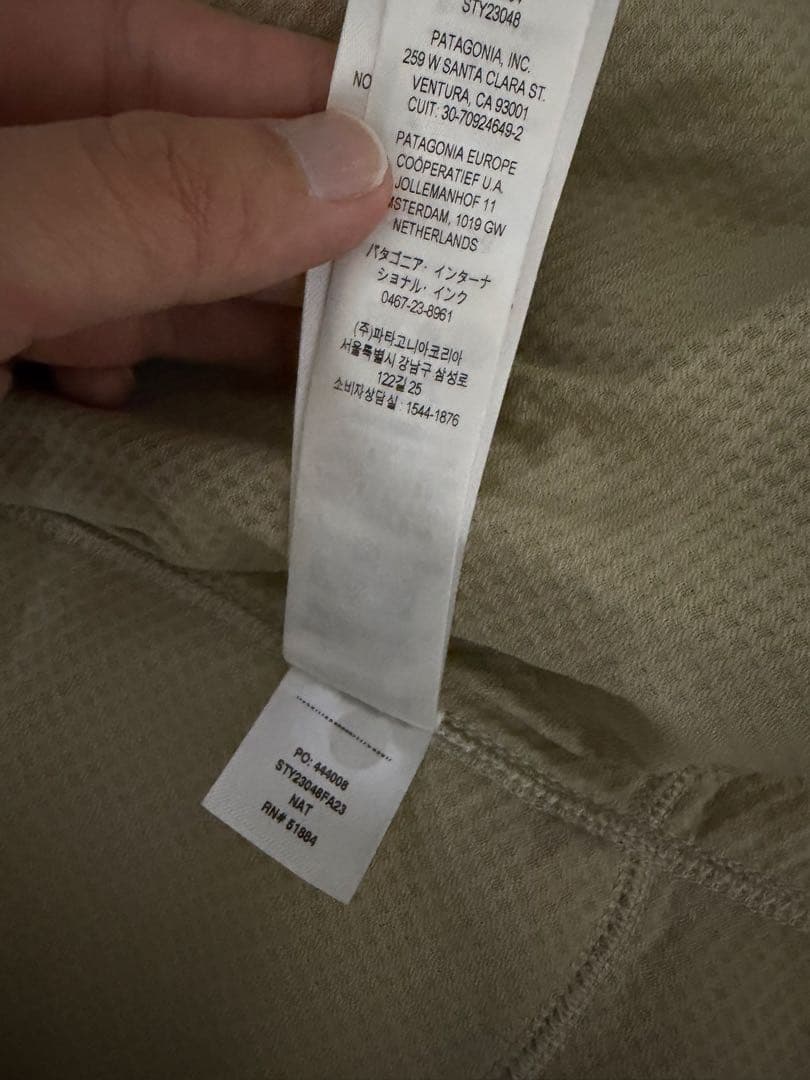 STY23048
PATAGONIA, INC.
259 W SANTA CLARA ST.
VENTURA, CA 93001
CUIT: 30-70924649-2
NO
PATAGONIA EUROPE
COÖPERATIEF U.A.
JOLLEMANHOF 11
MSTERDAM, 1019 GW
NETHERLANDS
パタゴニア・インターナ
ショナル・インク
0467-23-8961
(주)파타고니아코리아
서울특별시 강남구 삼성로
122길 25
소비자상담실 : 1544-1876
PO: 444008
STY23048FA23
NAT
RN# 51884